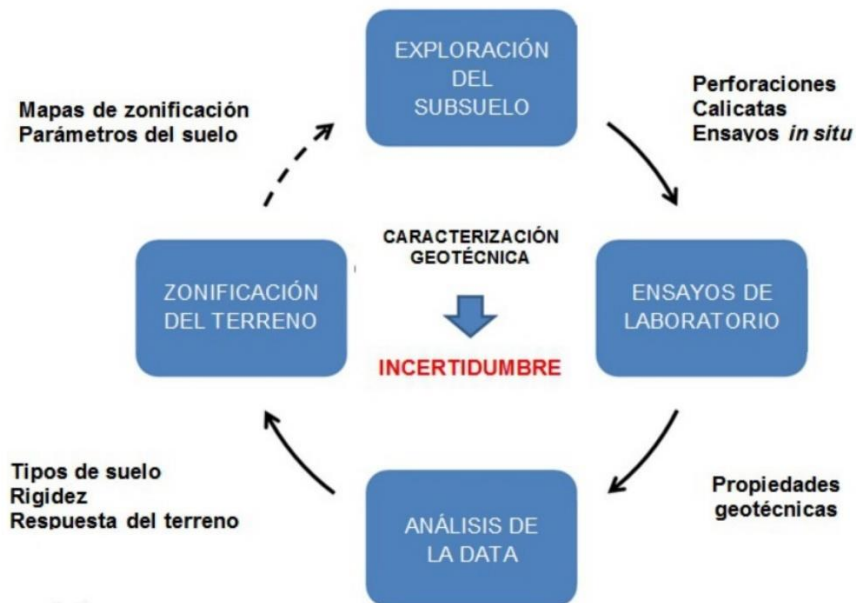 EXPLORACIÓN
DEL
SUBSUELO
Perforaciones
Calicatas
Ensayos in situ
Mapas de zonificación
Parámetros del suelo
CARACTERIZACIÓN
GEOTÉCNICA
INCERTIDUMBRE
ZONIFICACIÓN
DEL TERRENO
ENSAYOS DE
LABORATORIO
Tipos de suelo
Rigidez
Respuesta del terreno
Propiedades
geotécnicas
ANÁLISIS DE
LA DATA